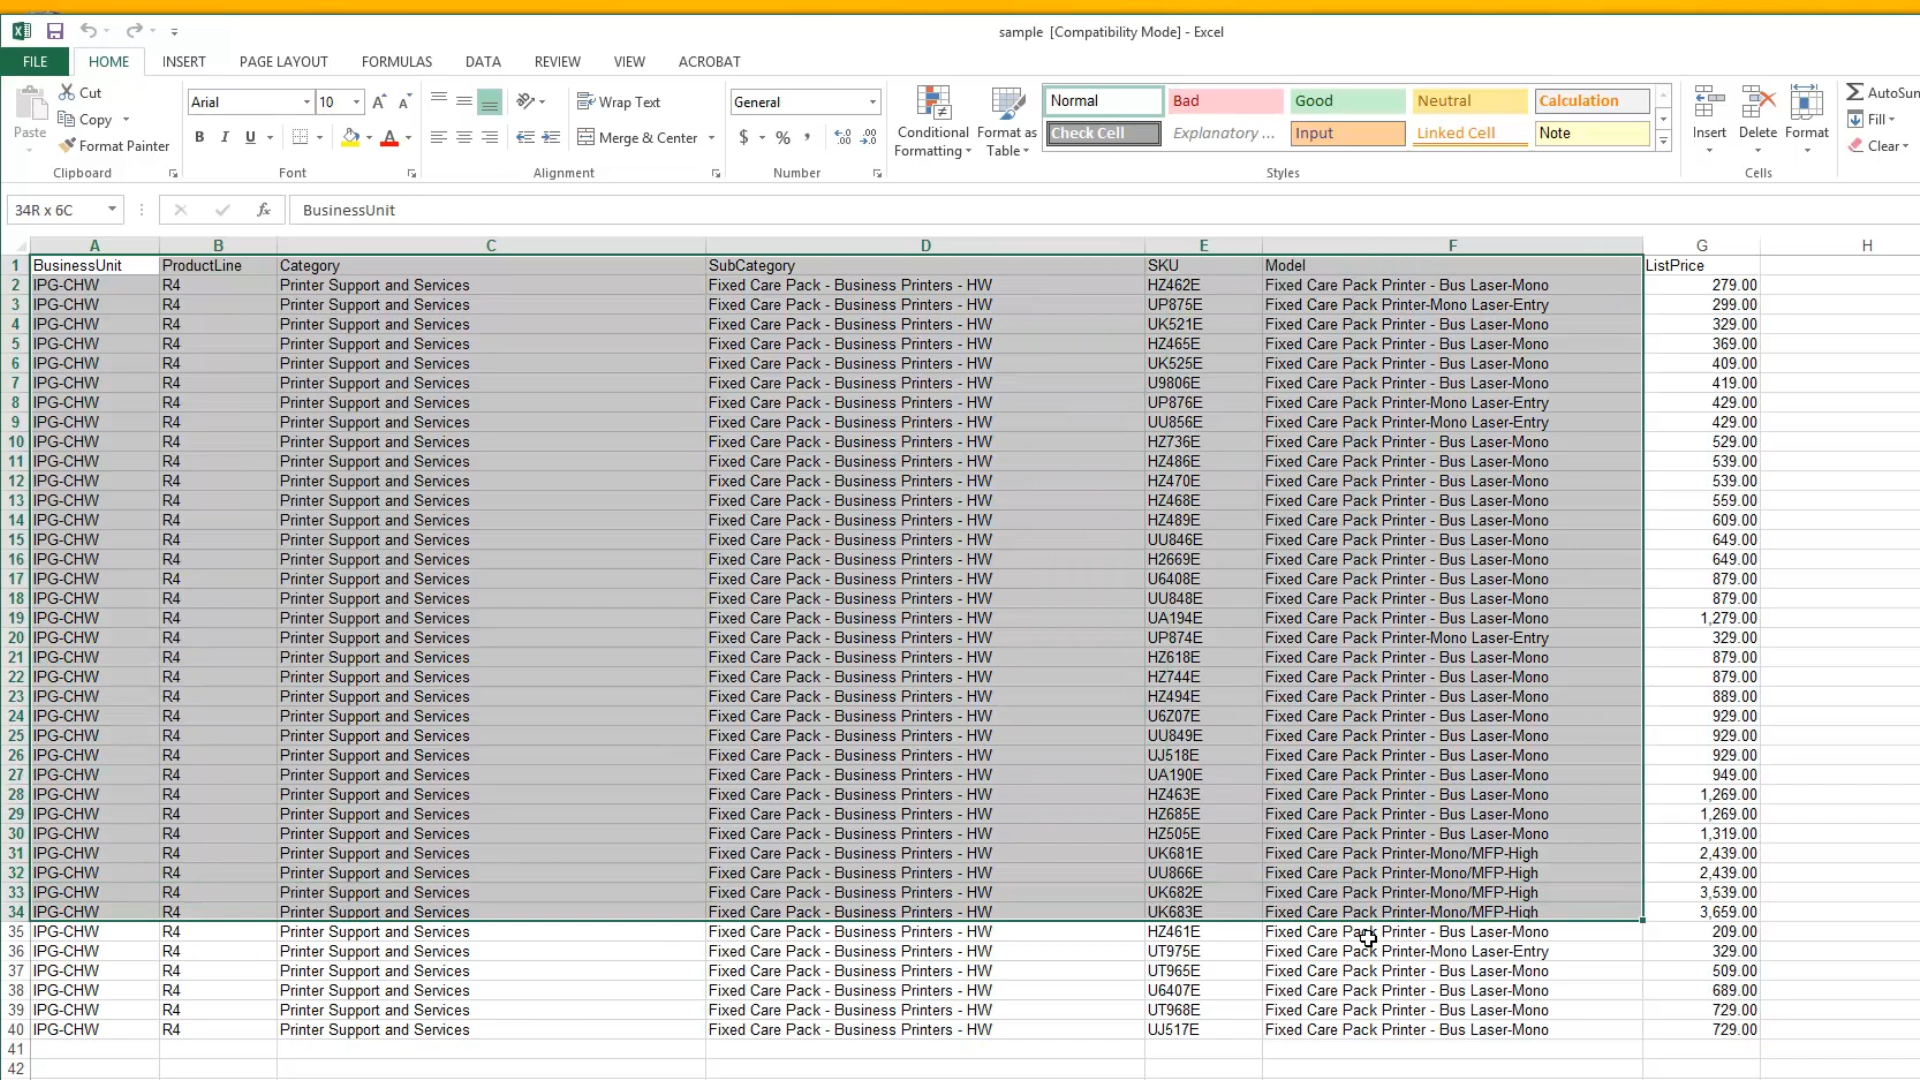 sample [Compatibility Mode] - Excel
FILE HOME INSERT PAGE LAYOUT FORMULAS DATA REVIEW VIEW ACROBAT
Paste
Cut
Copy
Format Painter
Clipboard
Arial 10
B I U
Font
Wrap Text
Merge & Center
Alignment
General
$ % ,
Number
Conditional Formatting
Format as Table
Normal Bad Good Neutral Calculation
Check Cell Explanatory ... Input Linked Cell Note
Styles
Insert Delete Format
Cells
AutoSum
Fill
Clear
34R x 6C fx BusinessUnit
A B C D E F G H
1 BusinessUnit ProductLine Category SubCategory SKU Model ListPrice
2 IPG-CHW R4 Printer Support and Services Fixed Care Pack - Business Printers - HW HZ462E Fixed Care Pack Printer - Bus Laser-Mono 279.00
3 IPG-CHW R4 Printer Support and Services Fixed Care Pack - Business Printers - HW UP875E Fixed Care Pack Printer-Mono Laser-Entry 299.00
4 IPG-CHW R4 Printer Support and Services Fixed Care Pack - Business Printers - HW UK521E Fixed Care Pack Printer - Bus Laser-Mono 329.00
5 IPG-CHW R4 Printer Support and Services Fixed Care Pack - Business Printers - HW HZ465E Fixed Care Pack Printer - Bus Laser-Mono 369.00
6 IPG-CHW R4 Printer Support and Services Fixed Care Pack - Business Printers - HW UK525E Fixed Care Pack Printer - Bus Laser-Mono 409.00
7 IPG-CHW R4 Printer Support and Services Fixed Care Pack - Business Printers - HW U9806E Fixed Care Pack Printer - Bus Laser-Mono 419.00
8 IPG-CHW R4 Printer Support and Services Fixed Care Pack - Business Printers - HW UP876E Fixed Care Pack Printer-Mono Laser-Entry 429.00
9 IPG-CHW R4 Printer Support and Services Fixed Care Pack - Business Printers - HW UU856E Fixed Care Pack Printer-Mono Laser-Entry 429.00
10 IPG-CHW R4 Printer Support and Services Fixed Care Pack - Business Printers - HW HZ736E Fixed Care Pack Printer - Bus Laser-Mono 529.00
11 IPG-CHW R4 Printer Support and Services Fixed Care Pack - Business Printers - HW HZ486E Fixed Care Pack Printer - Bus Laser-Mono 539.00
12 IPG-CHW R4 Printer Support and Services Fixed Care Pack - Business Printers - HW HZ470E Fixed Care Pack Printer - Bus Laser-Mono 539.00
13 IPG-CHW R4 Printer Support and Services Fixed Care Pack - Business Printers - HW HZ468E Fixed Care Pack Printer - Bus Laser-Mono 559.00
14 IPG-CHW R4 Printer Support and Services Fixed Care Pack - Business Printers - HW HZ489E Fixed Care Pack Printer - Bus Laser-Mono 609.00
15 IPG-CHW R4 Printer Support and Services Fixed Care Pack - Business Printers - HW UU846E Fixed Care Pack Printer - Bus Laser-Mono 649.00
16 IPG-CHW R4 Printer Support and Services Fixed Care Pack - Business Printers - HW H2669E Fixed Care Pack Printer - Bus Laser-Mono 649.00
17 IPG-CHW R4 Printer Support and Services Fixed Care Pack - Business Printers - HW U6408E Fixed Care Pack Printer - Bus Laser-Mono 879.00
18 IPG-CHW R4 Printer Support and Services Fixed Care Pack - Business Printers - HW UU848E Fixed Care Pack Printer - Bus Laser-Mono 879.00
19 IPG-CHW R4 Printer Support and Services Fixed Care Pack - Business Printers - HW UA194E Fixed Care Pack Printer - Bus Laser-Mono 1,279.00
20 IPG-CHW R4 Printer Support and Services Fixed Care Pack - Business Printers - HW UP874E Fixed Care Pack Printer-Mono Laser-Entry 329.00
21 IPG-CHW R4 Printer Support and Services Fixed Care Pack - Business Printers - HW HZ618E Fixed Care Pack Printer - Bus Laser-Mono 879.00
22 IPG-CHW R4 Printer Support and Services Fixed Care Pack - Business Printers - HW HZ744E Fixed Care Pack Printer - Bus Laser-Mono 879.00
23 IPG-CHW R4 Printer Support and Services Fixed Care Pack - Business Printers - HW HZ494E Fixed Care Pack Printer - Bus Laser-Mono 889.00
24 IPG-CHW R4 Printer Support and Services Fixed Care Pack - Business Printers - HW U6Z07E Fixed Care Pack Printer - Bus Laser-Mono 929.00
25 IPG-CHW R4 Printer Support and Services Fixed Care Pack - Business Printers - HW UU849E Fixed Care Pack Printer - Bus Laser-Mono 929.00
26 IPG-CHW R4 Printer Support and Services Fixed Care Pack - Business Printers - HW UJ518E Fixed Care Pack Printer - Bus Laser-Mono 929.00
27 IPG-CHW R4 Printer Support and Services Fixed Care Pack - Business Printers - HW UA190E Fixed Care Pack Printer - Bus Laser-Mono 949.00
28 IPG-CHW R4 Printer Support and Services Fixed Care Pack - Business Printers - HW HZ463E Fixed Care Pack Printer - Bus Laser-Mono 1,269.00
29 IPG-CHW R4 Printer Support and Services Fixed Care Pack - Business Printers - HW HZ685E Fixed Care Pack Printer - Bus Laser-Mono 1,269.00
30 IPG-CHW R4 Printer Support and Services Fixed Care Pack - Business Printers - HW HZ505E Fixed Care Pack Printer - Bus Laser-Mono 1,319.00
31 IPG-CHW R4 Printer Support and Services Fixed Care Pack - Business Printers - HW UK681E Fixed Care Pack Printer-Mono/MFP-High 2,439.00
32 IPG-CHW R4 Printer Support and Services Fixed Care Pack - Business Printers - HW UU866E Fixed Care Pack Printer-Mono/MFP-High 2,439.00
33 IPG-CHW R4 Printer Support and Services Fixed Care Pack - Business Printers - HW UK682E Fixed Care Pack Printer-Mono/MFP-High 3,539.00
34 IPG-CHW R4 Printer Support and Services Fixed Care Pack - Business Printers - HW UK683E Fixed Care Pack Printer-Mono/MFP-High 3,659.00
35 IPG-CHW R4 Printer Support and Services Fixed Care Pack - Business Printers - HW HZ461E Fixed Care Pack Printer - Bus Laser-Mono 209.00
36 IPG-CHW R4 Printer Support and Services Fixed Care Pack - Business Printers - HW UT975E Fixed Care Pack Printer-Mono Laser-Entry 329.00
37 IPG-CHW R4 Printer Support and Services Fixed Care Pack - Business Printers - HW UT965E Fixed Care Pack Printer - Bus Laser-Mono 509.00
38 IPG-CHW R4 Printer Support and Services Fixed Care Pack - Business Printers - HW U6407E Fixed Care Pack Printer - Bus Laser-Mono 689.00
39 IPG-CHW R4 Printer Support and Services Fixed Care Pack - Business Printers - HW UT968E Fixed Care Pack Printer - Bus Laser-Mono 729.00
40 IPG-CHW R4 Printer Support and Services Fixed Care Pack - Business Printers - HW UJ517E Fixed Care Pack Printer - Bus Laser-Mono 729.00
41
42